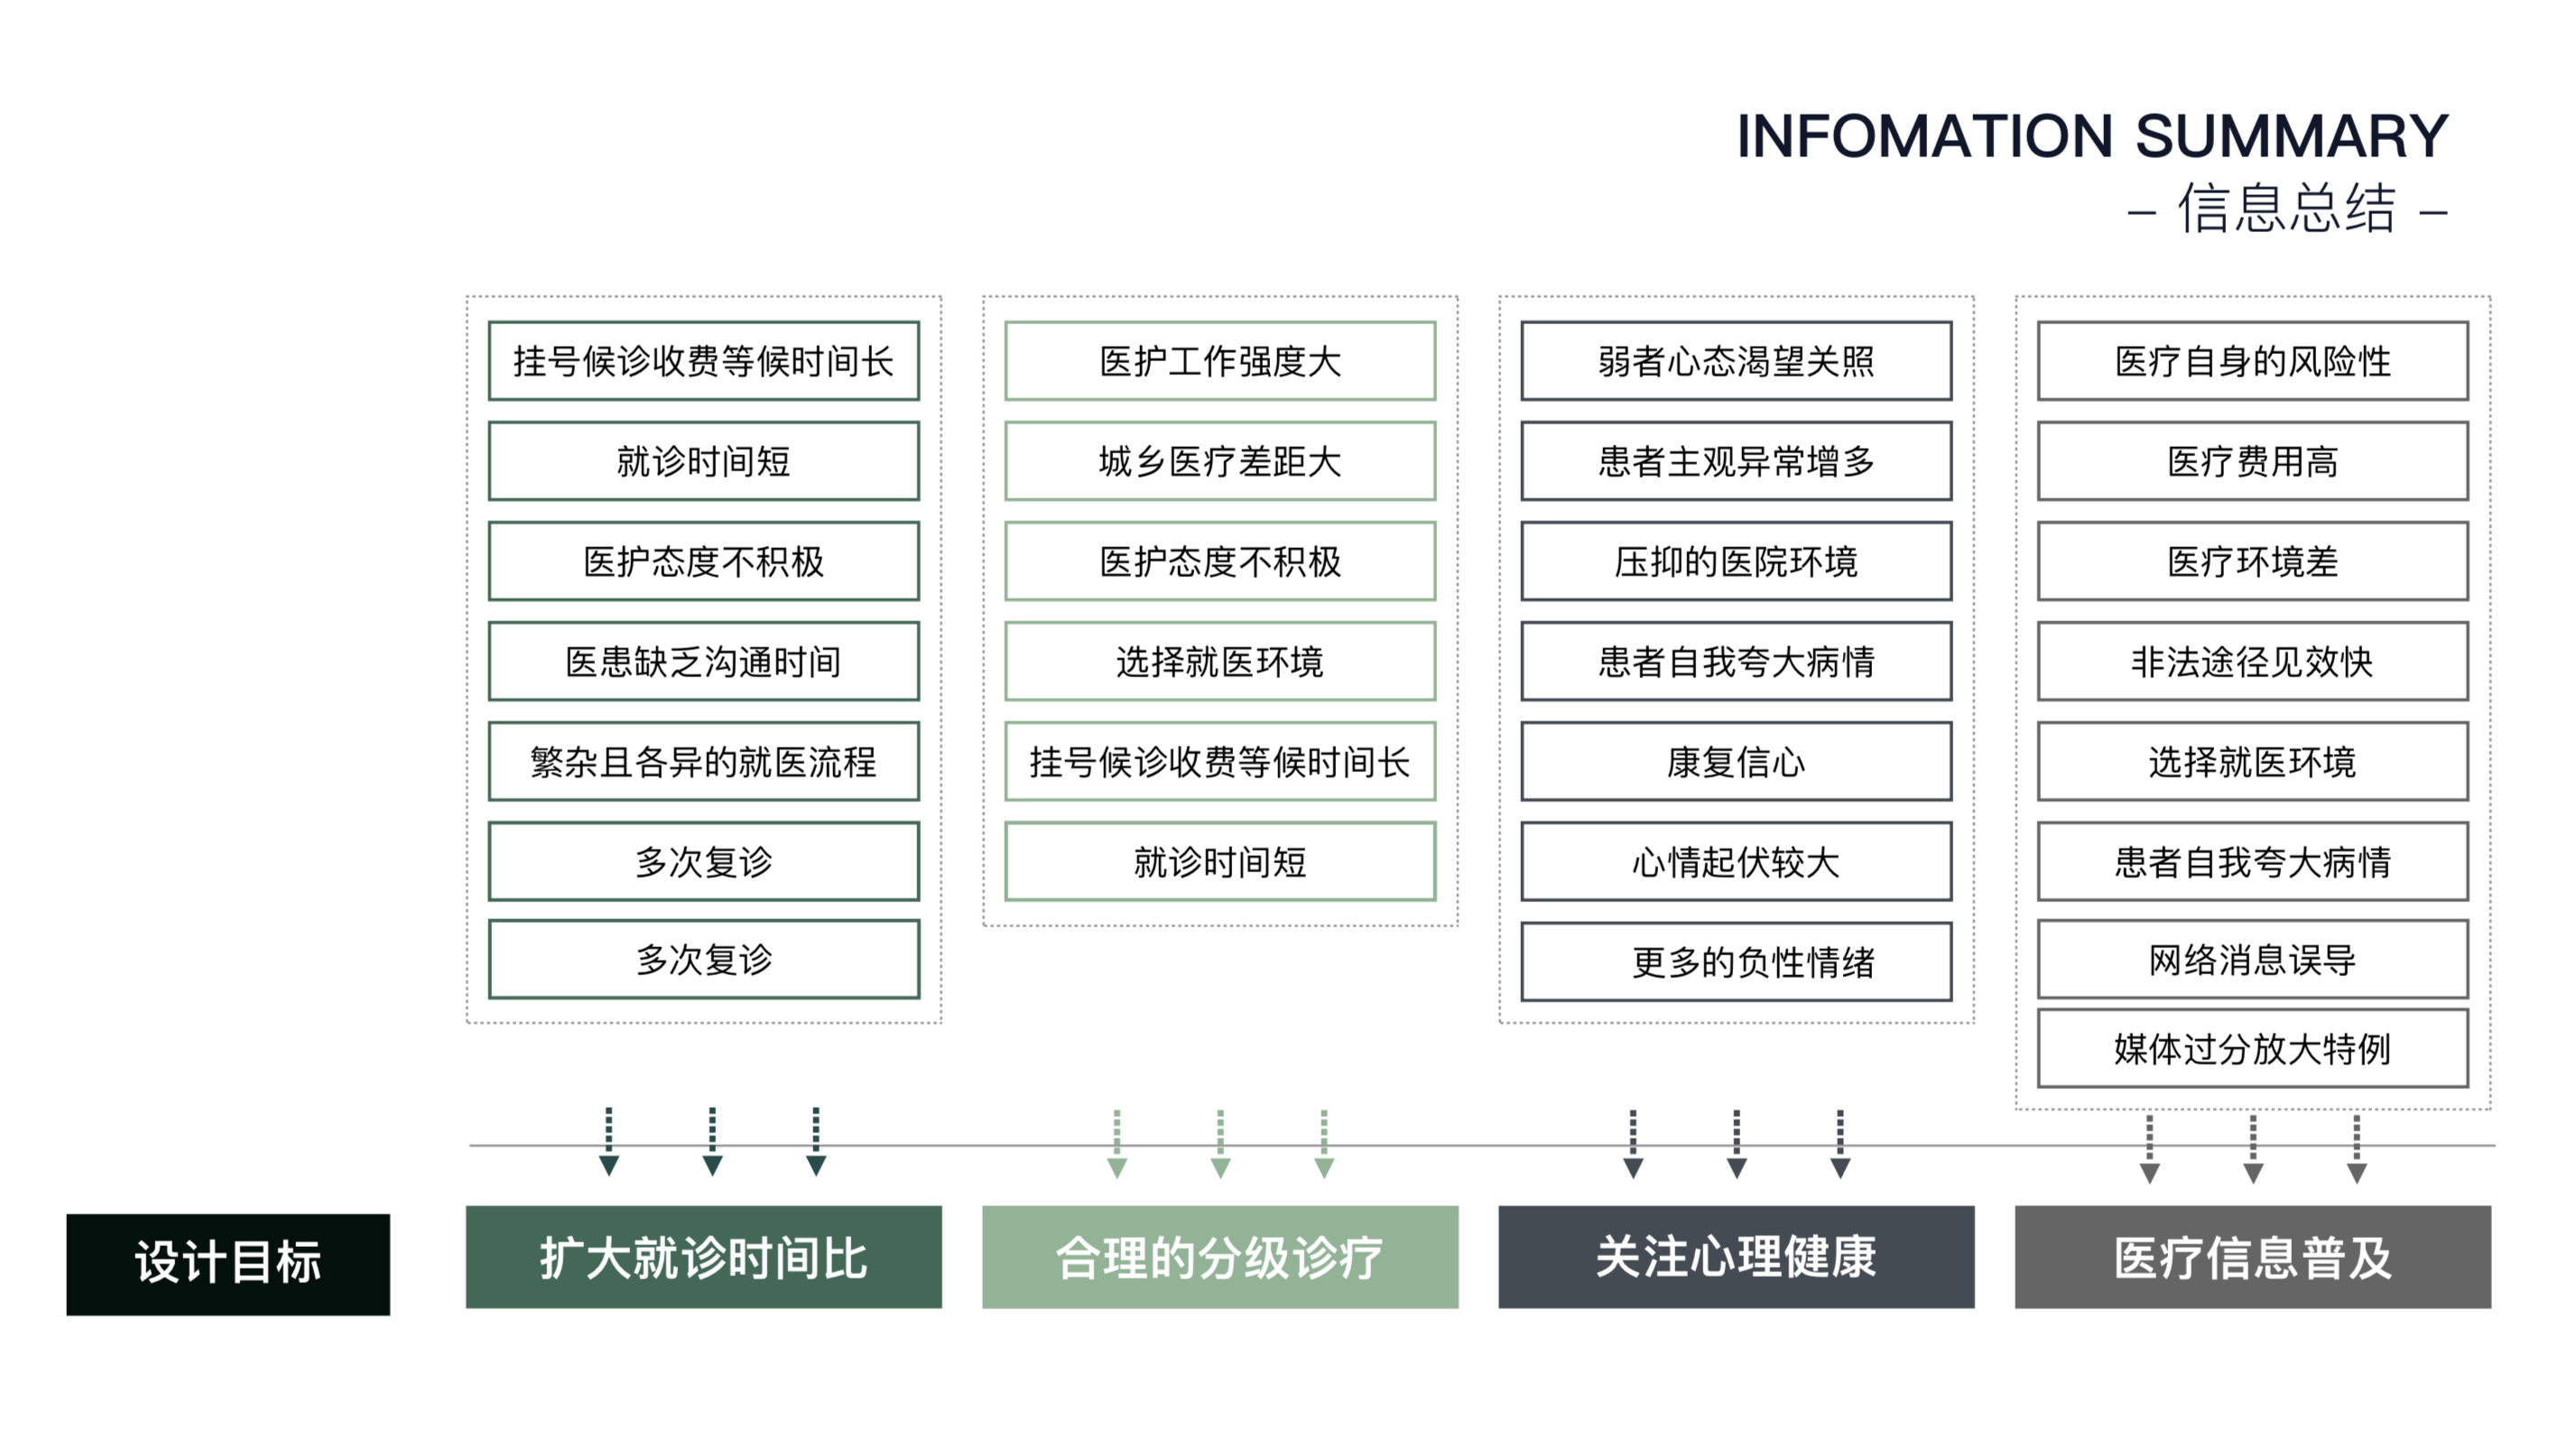 INFOMATION SUMMARY
– 信息总结 –
挂号候诊收费等候时间长
就诊时间短
医护态度不积极
医患缺乏沟通时间
繁杂且各异的就医流程
多次复诊
多次复诊
医护工作强度大
城乡医疗差距大
医护态度不积极
选择就医环境
挂号候诊收费等候时间长
就诊时间短
弱者心态渴望关照
患者主观异常增多
压抑的医院环境
患者自我夸大病情
康复信心
心情起伏较大
更多的负性情绪
医疗自身的风险性
医疗费用高
医疗环境差
非法途径见效快
选择就医环境
患者自我夸大病情
网络消息误导
媒体过分放大特例
设计目标
扩大就诊时间比
合理的分级诊疗
关注心理健康
医疗信息普及